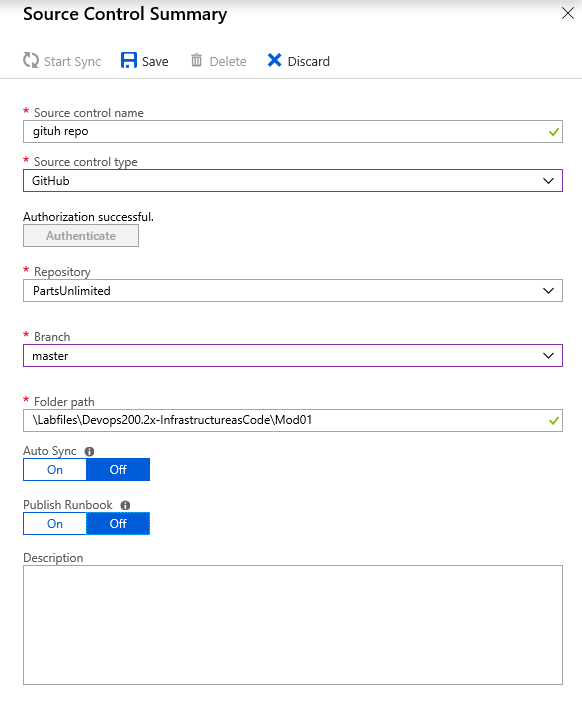 Source Control Summary
Start Sync Save Delete Discard
* Source control name
gituh repo
* Source control type
GitHub
Authorization successful.
Authenticate
* Repository
PartsUnlimited
* Branch
master
* Folder path
\Labfiles\Devops200.2x-InfrastructureasCode\Mod01
Auto Sync
On Off
Publish Runbook
On Off
Description